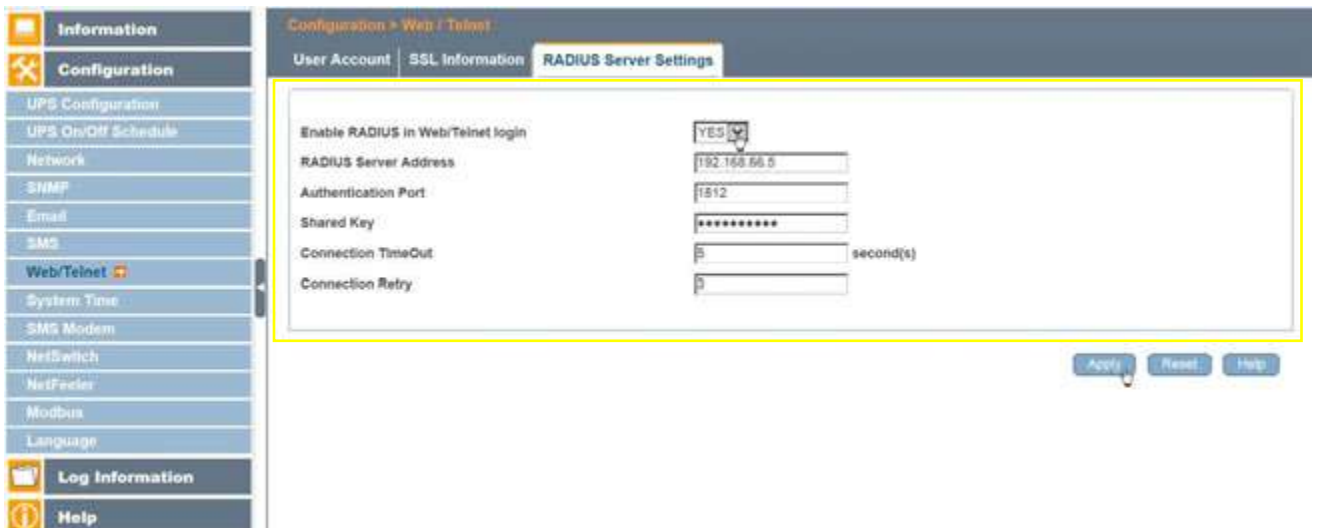 Information
Configuration
UPS Configuration
UPS On/Off Schedule
Network
SNMP
Email
SMS
Web/Telnet
System Time
SMS Modem
NetSwitch
NetFeeler
Modbus
Language
Log Information
Help
Configuration > Web / Telnet
User Account SSL Information RADIUS Server Settings
Enable RADIUS in Web/Telnet login YES
RADIUS Server Address 192.168.66.5
Authentication Port 1812
Shared Key ••••••••••
Connection TimeOut 5 second(s)
Connection Retry 3
Apply Reset Help